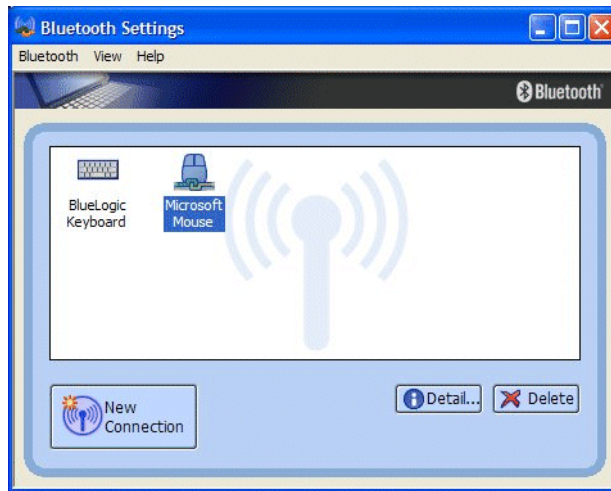 Bluetooth Settings
Bluetooth View Help
Bluetooth
BlueLogic
Keyboard
Microsoft
Mouse
New
Connection
Detail...
Delete